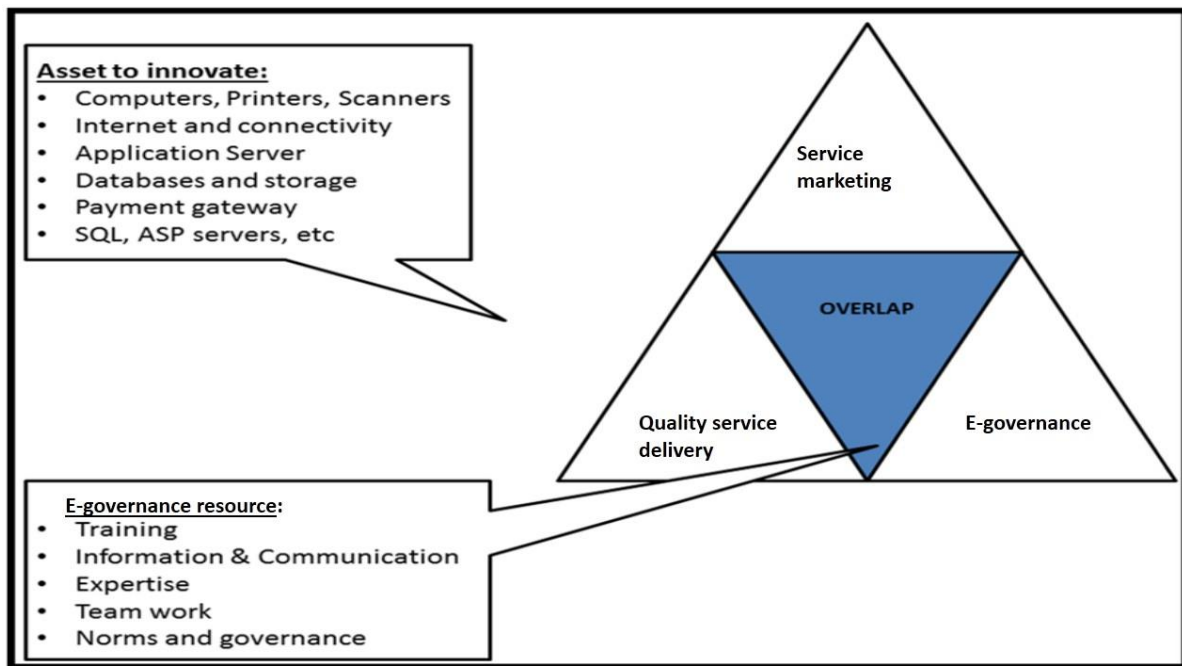 Asset to innovate:
• Computers, Printers, Scanners
• Internet and connectivity
• Application Server
• Databases and storage
• Payment gateway
• SQL, ASP servers, etc
Service
marketing
OVERLAP
Quality service
delivery
E-governance
E-governance resource:
• Training
• Information & Communication
• Expertise
• Team work
• Norms and governance